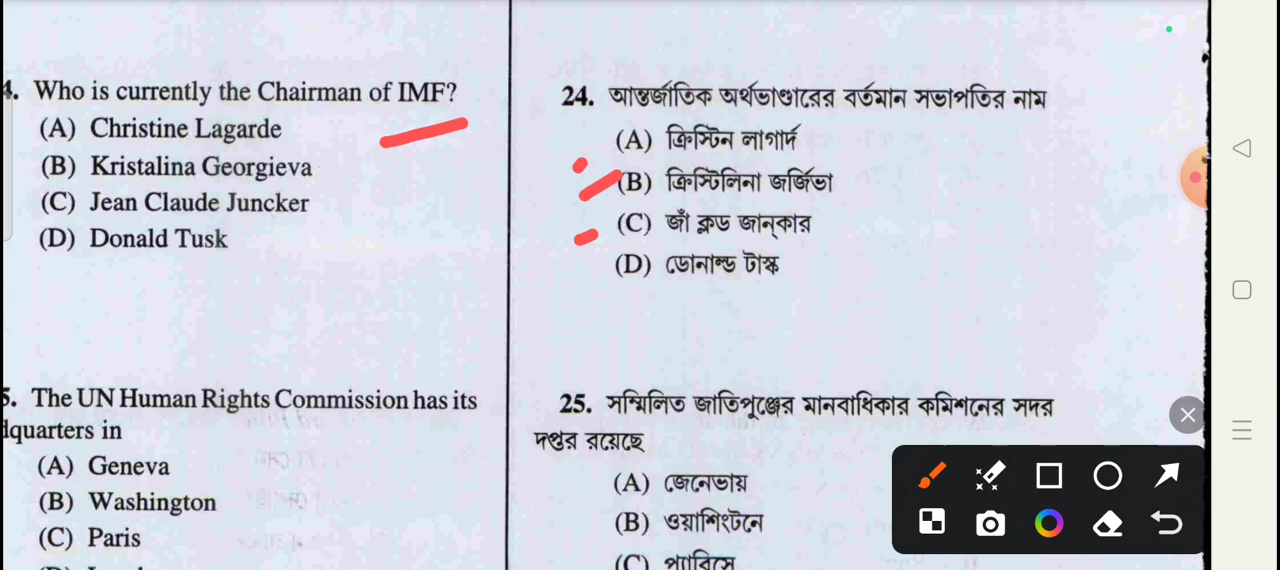 4. Who is currently the Chairman of IMF?
(A) Christine Lagarde
(B) Kristalina Georgieva
(C) Jean Claude Juncker
(D) Donald Tusk
5. The UN Human Rights Commission has its
dquarters in
(A) Geneva
(B) Washington
(C) Paris
24. আন্তর্জাতিক অর্থভাণ্ডারের বর্তমান সভাপতির নাম
(A) ক্রিস্টিন লাগার্দ
(B) ক্রিস্টিলিনা জর্জিভা
(C) জাঁ ক্লড জান্‌কার
(D) ডোনাল্ড টাস্ক
25. সম্মিলিত জাতিপুঞ্জের মানবাধিকার কমিশনের সদর
দপ্তর রয়েছে
(A) জেনেভায়
(B) ওয়াশিংটনে
(C) প্যারিসে